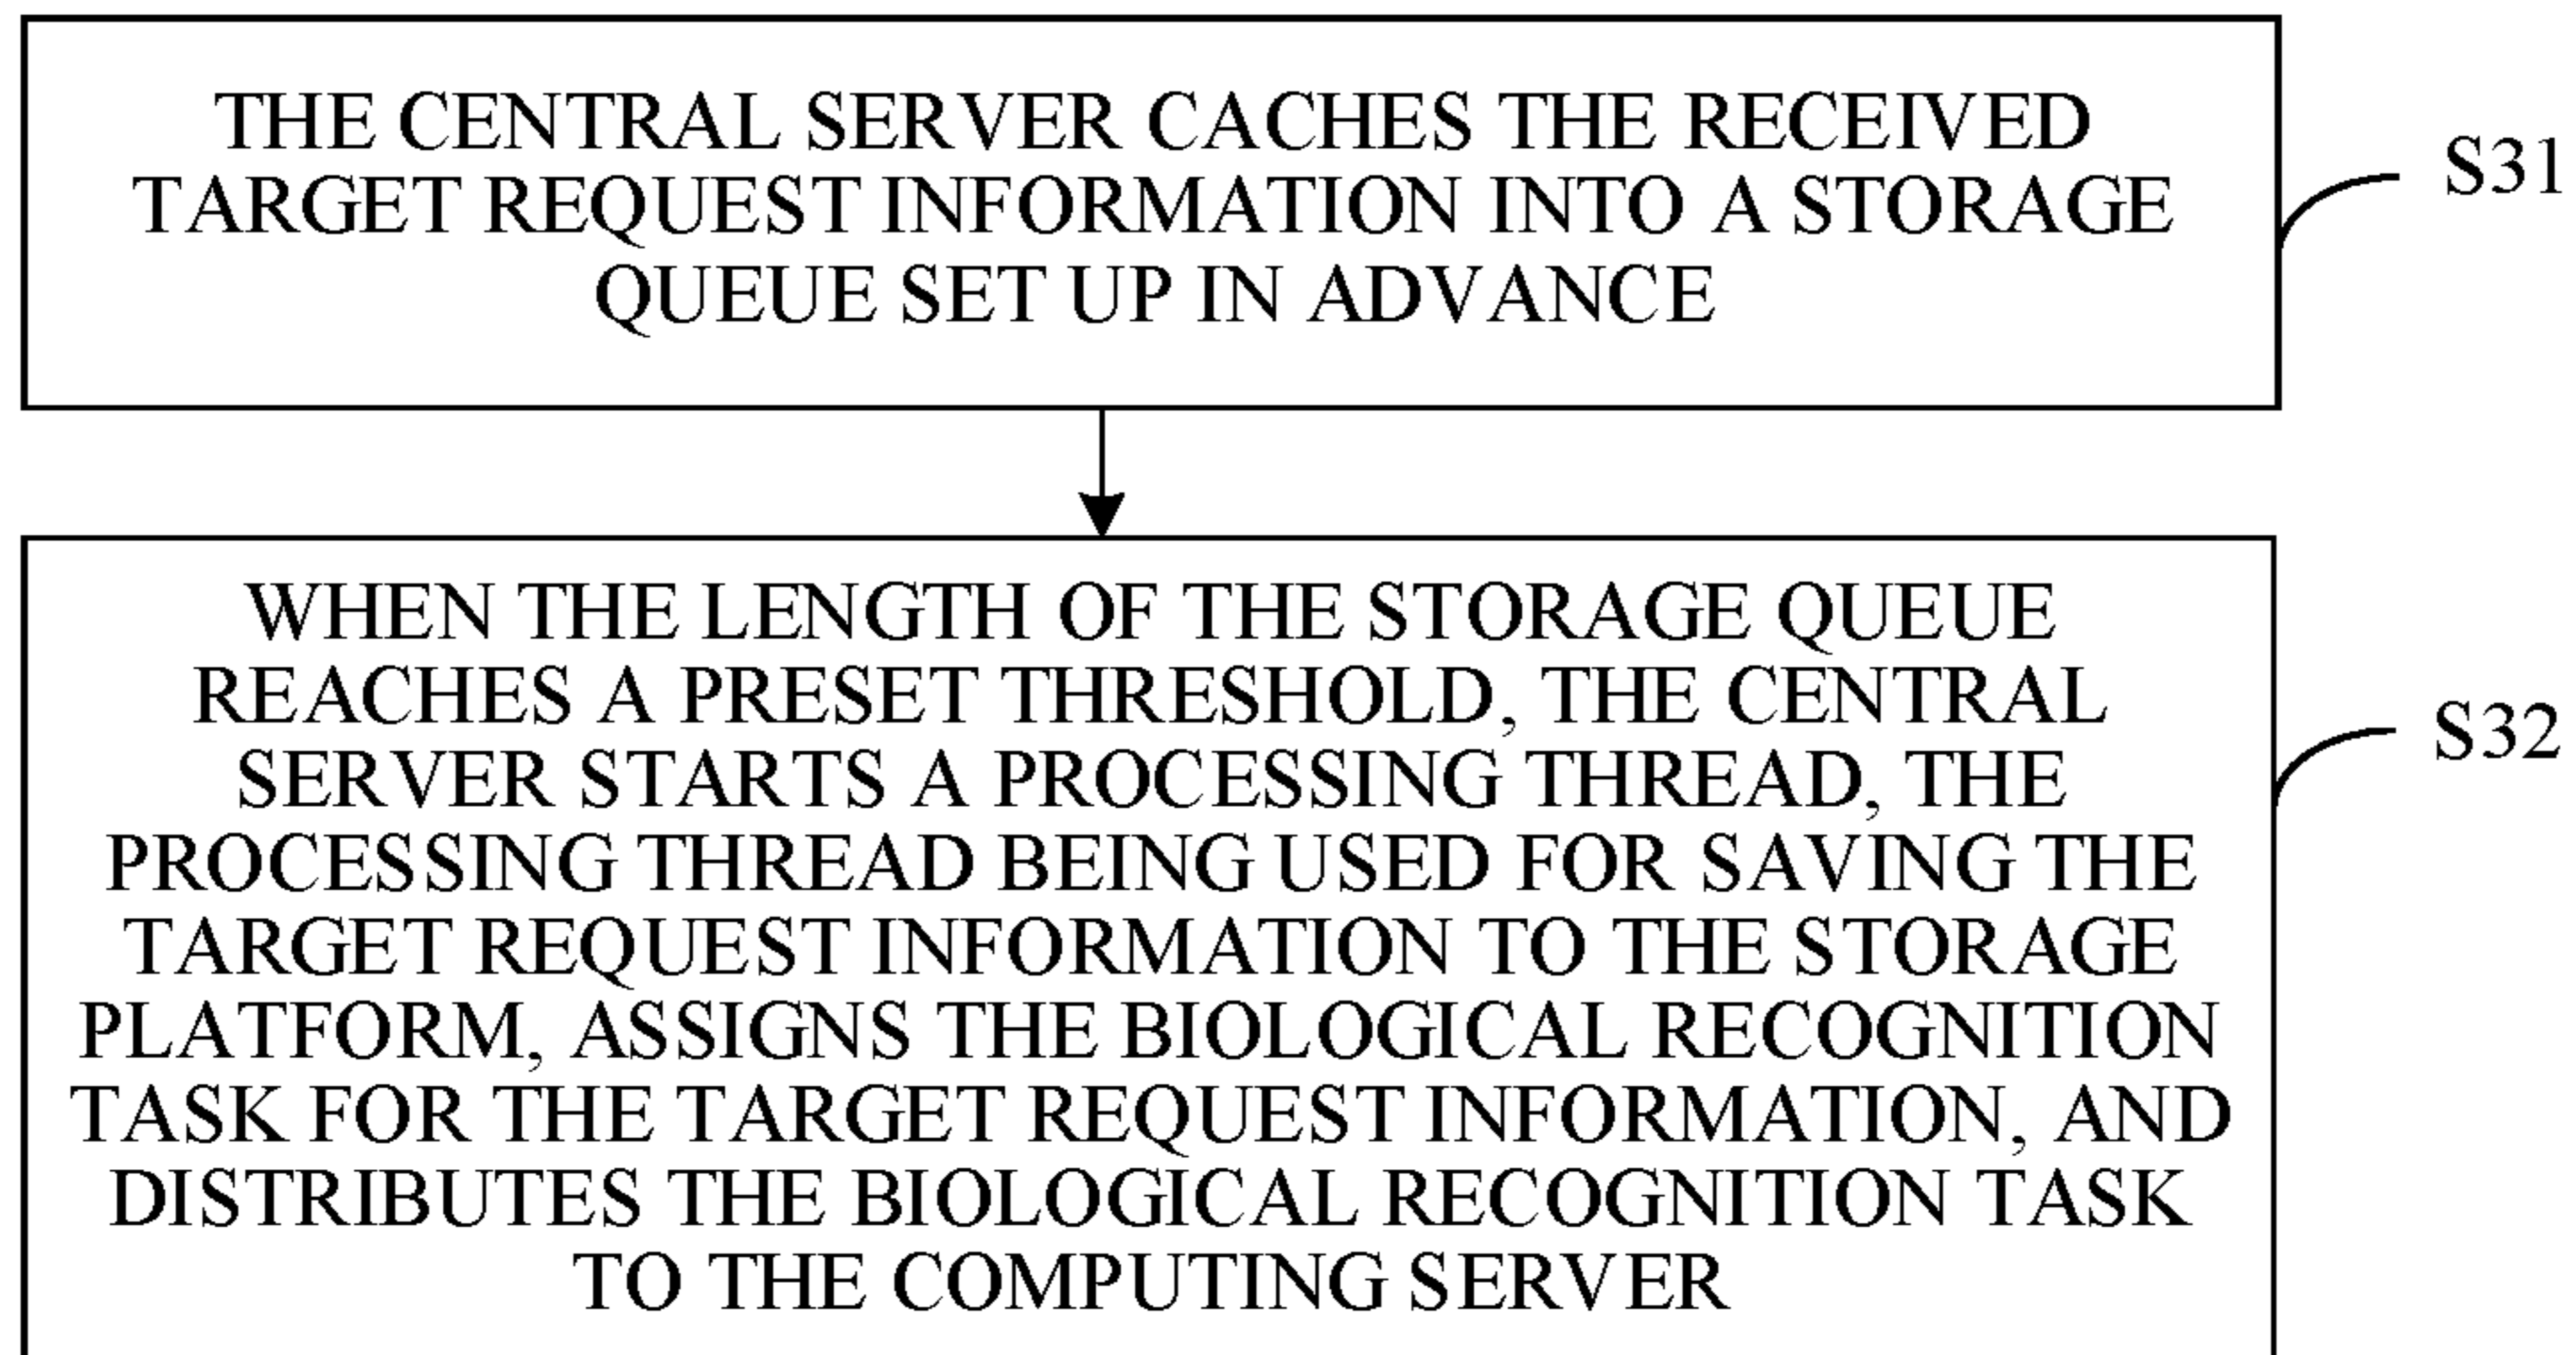 THE CENTRAL SERVER CACHES THE RECEIVED
TARGET REQUEST INFORMATION INTO A STORAGE
QUEUE SET UP IN ADVANCE
S31
WHEN THE LENGTH OF THE STORAGE QUEUE
REACHES A PRESET THRESHOLD, THE CENTRAL
SERVER STARTS A PROCESSING THREAD, THE
PROCESSING THREAD BEING USED FOR SAVING THE
TARGET REQUEST INFORMATION TO THE STORAGE
PLATFORM, ASSIGNS THE BIOLOGICAL RECOGNITION
TASK FOR THE TARGET REQUEST INFORMATION, AND
DISTRIBUTES THE BIOLOGICAL RECOGNITION TASK
TO THE COMPUTING SERVER
S32